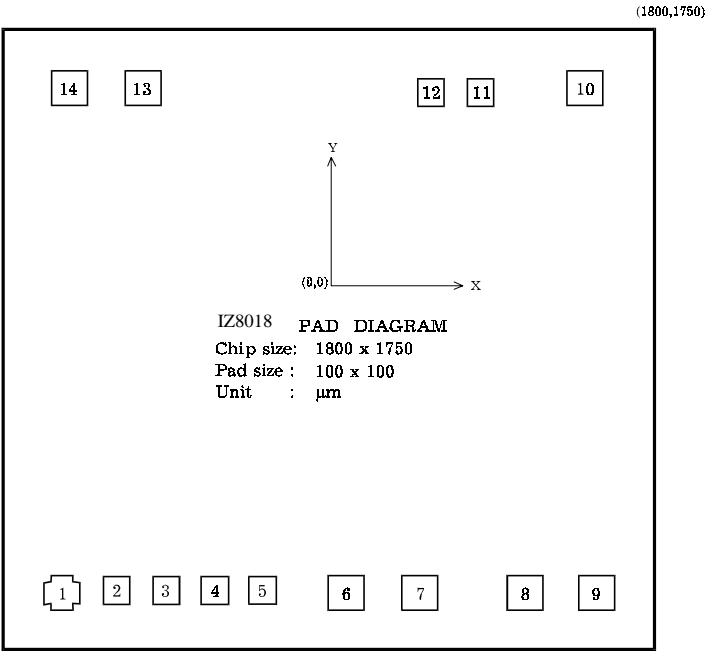 (1800,1750)
14 13 12 11 10
Y
(0,0) X
IZ8018 PAD DIAGRAM
Chip size: 1800 x 1750
Pad size : 100 x 100
Unit : µm
1 2 3 4 5 6 7 8 9